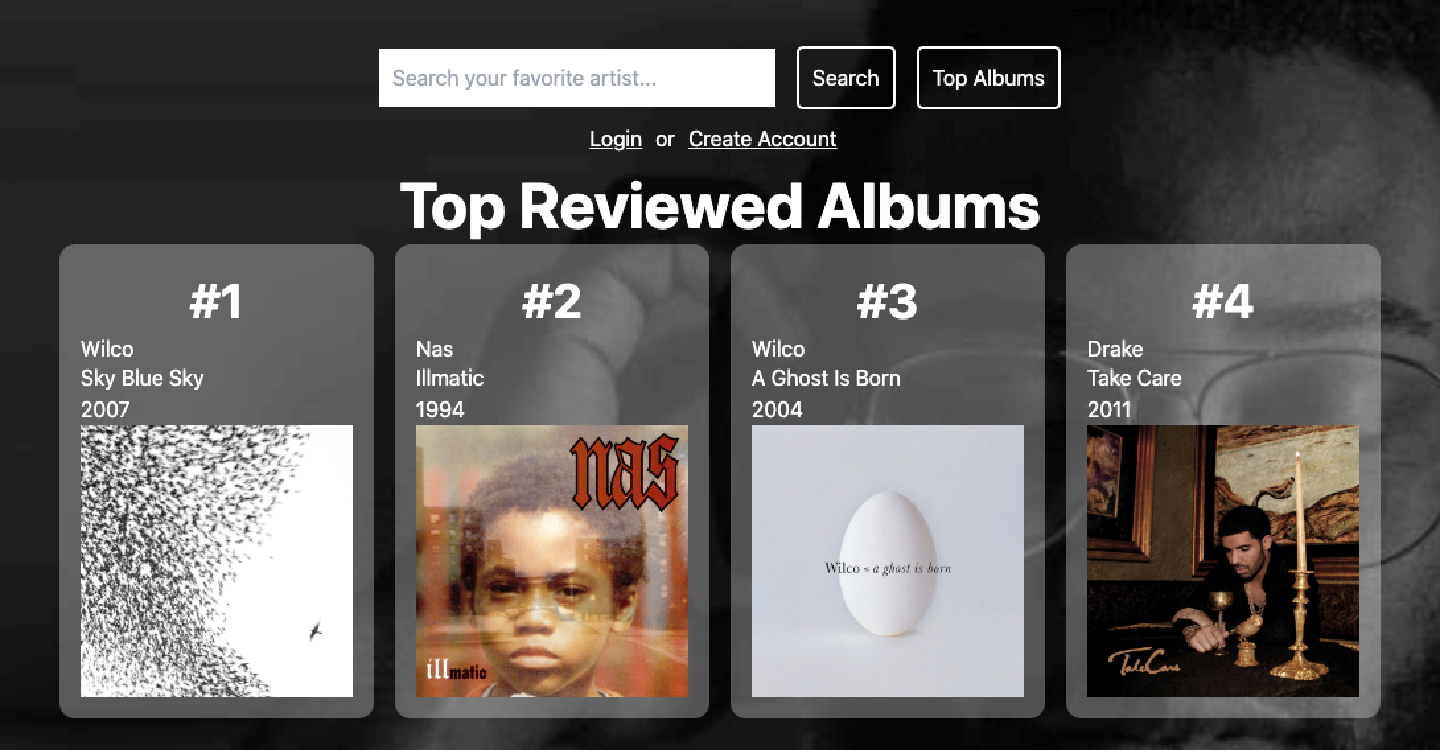 Search your favorite artist...
Search
Top Albums
Login or Create Account
Top Reviewed Albums
#1
Wilco
Sky Blue Sky
2007
#2
Nas
Illmatic
1994
nas
illmatic
#3
Wilco
A Ghost Is Born
2004
Wilco = a ghost is born
#4
Drake
Take Care
2011
TakeCare